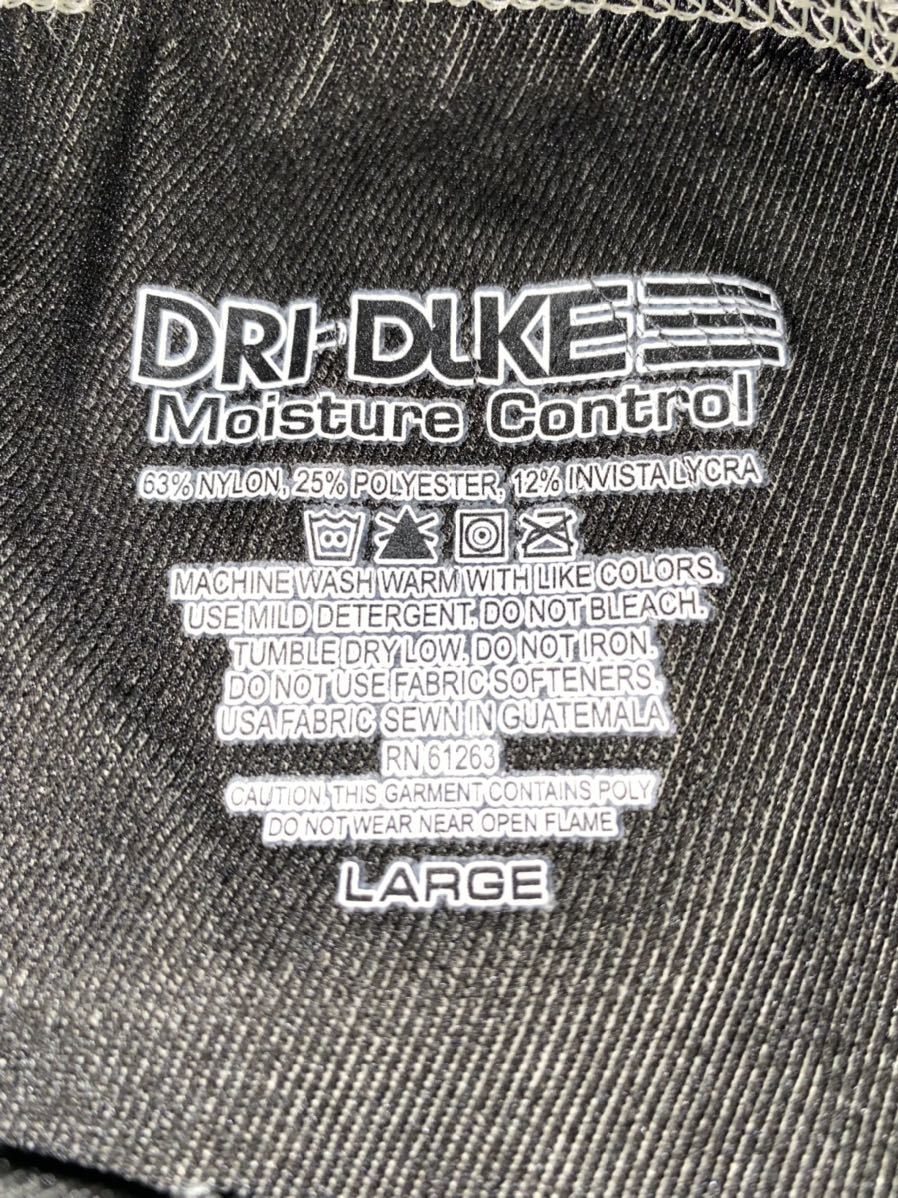 DRI-DUKE
Moisture Control
63% NYLON, 25% POLYESTER, 12% INVISTA LYCRA
MACHINE WASH WARM WITH LIKE COLORS.
USE MILD DETERGENT. DO NOT BLEACH.
TUMBLE DRY LOW. DO NOT IRON.
DO NOT USE FABRIC SOFTENERS.
USA FABRIC SEWN IN GUATEMALA
RN 61263
CAUTION. THIS GARMENT CONTAINS POLY
DO NOT WEAR NEAR OPEN FLAME
LARGE